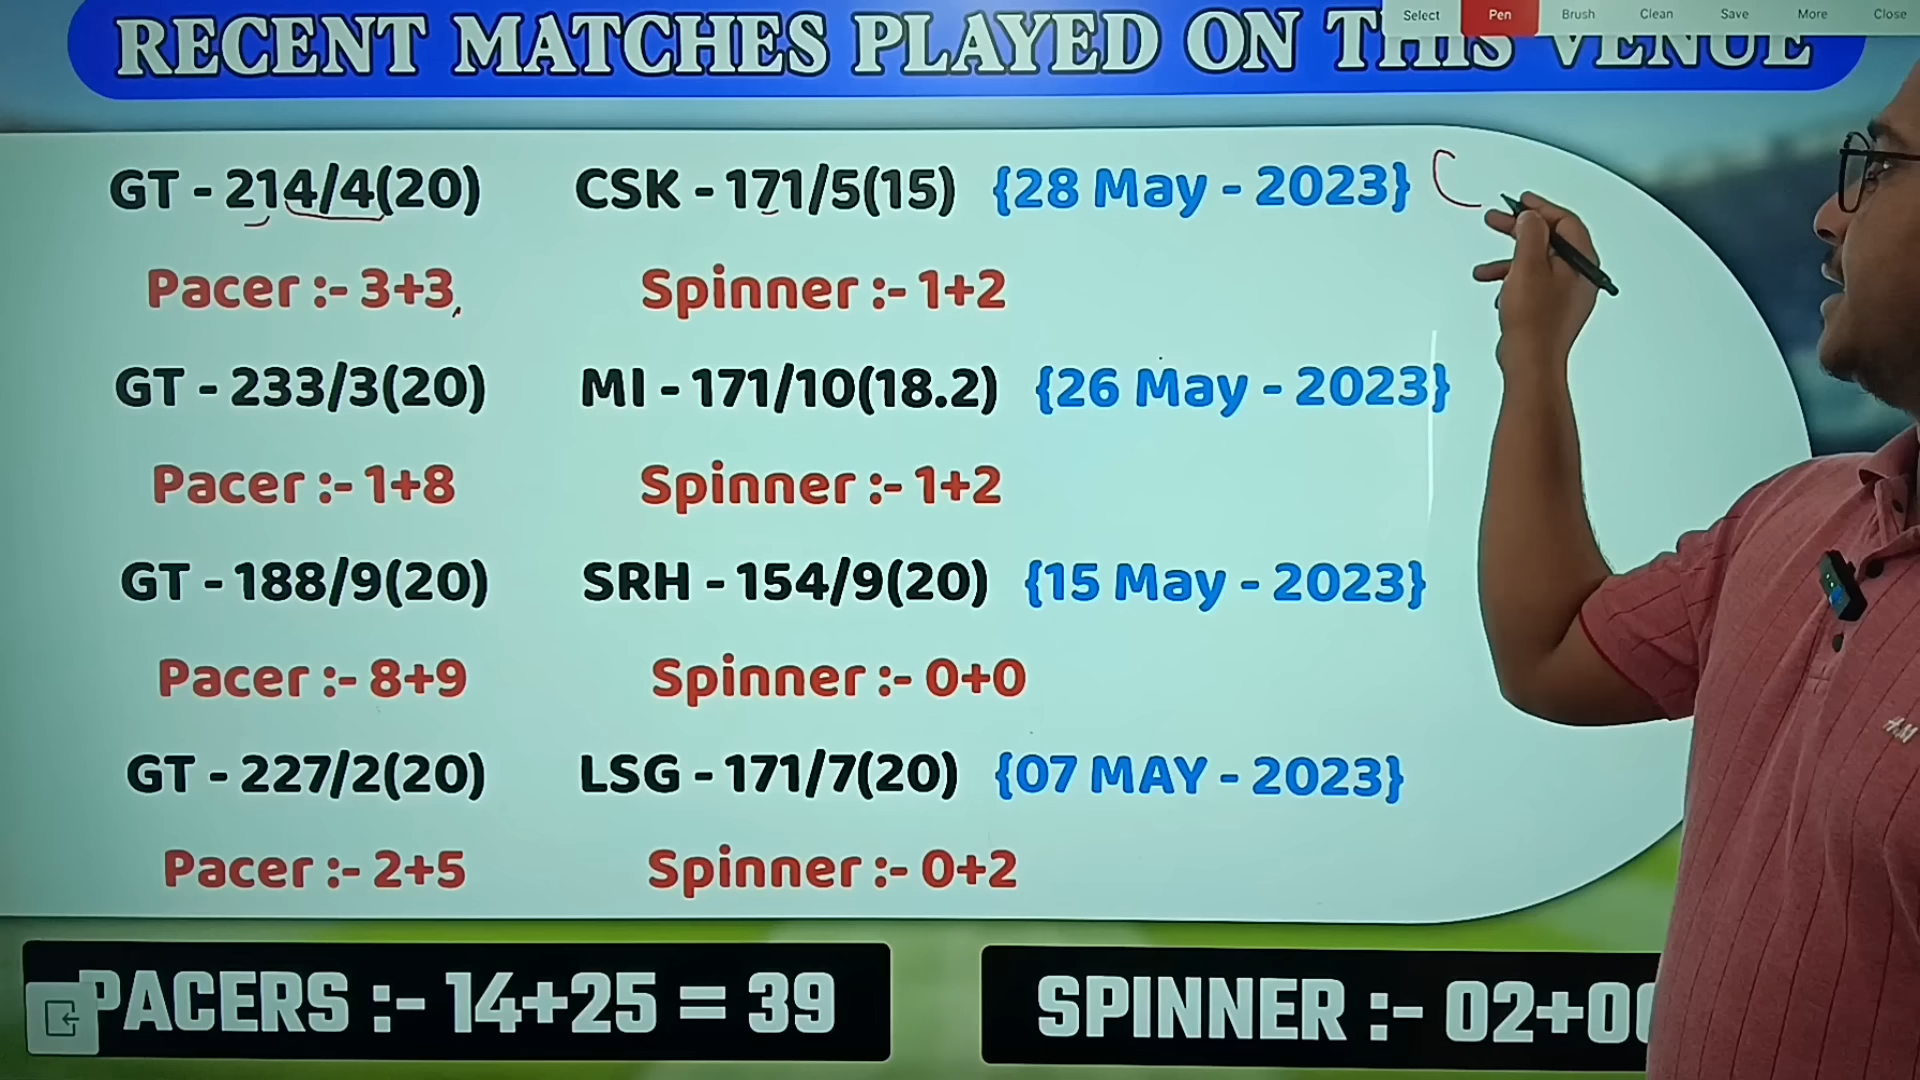 Select Pen Brush Clean Save More Close
RECENT MATCHES PLAYED ON THIS VENUE
GT - 214/4(20) CSK - 171/5(15) {28 May - 2023}
Pacer :- 3+3 Spinner :- 1+2
GT - 233/3(20) MI - 171/10(18.2) {26 May - 2023}
Pacer :- 1+8 Spinner :- 1+2
GT - 188/9(20) SRH - 154/9(20) {15 May - 2023}
Pacer :- 8+9 Spinner :- 0+0
GT - 227/2(20) LSG - 171/7(20) {07 MAY - 2023}
Pacer :- 2+5 Spinner :- 0+2
PACERS :- 14+25 = 39 SPINNER :- 02+0
H&M